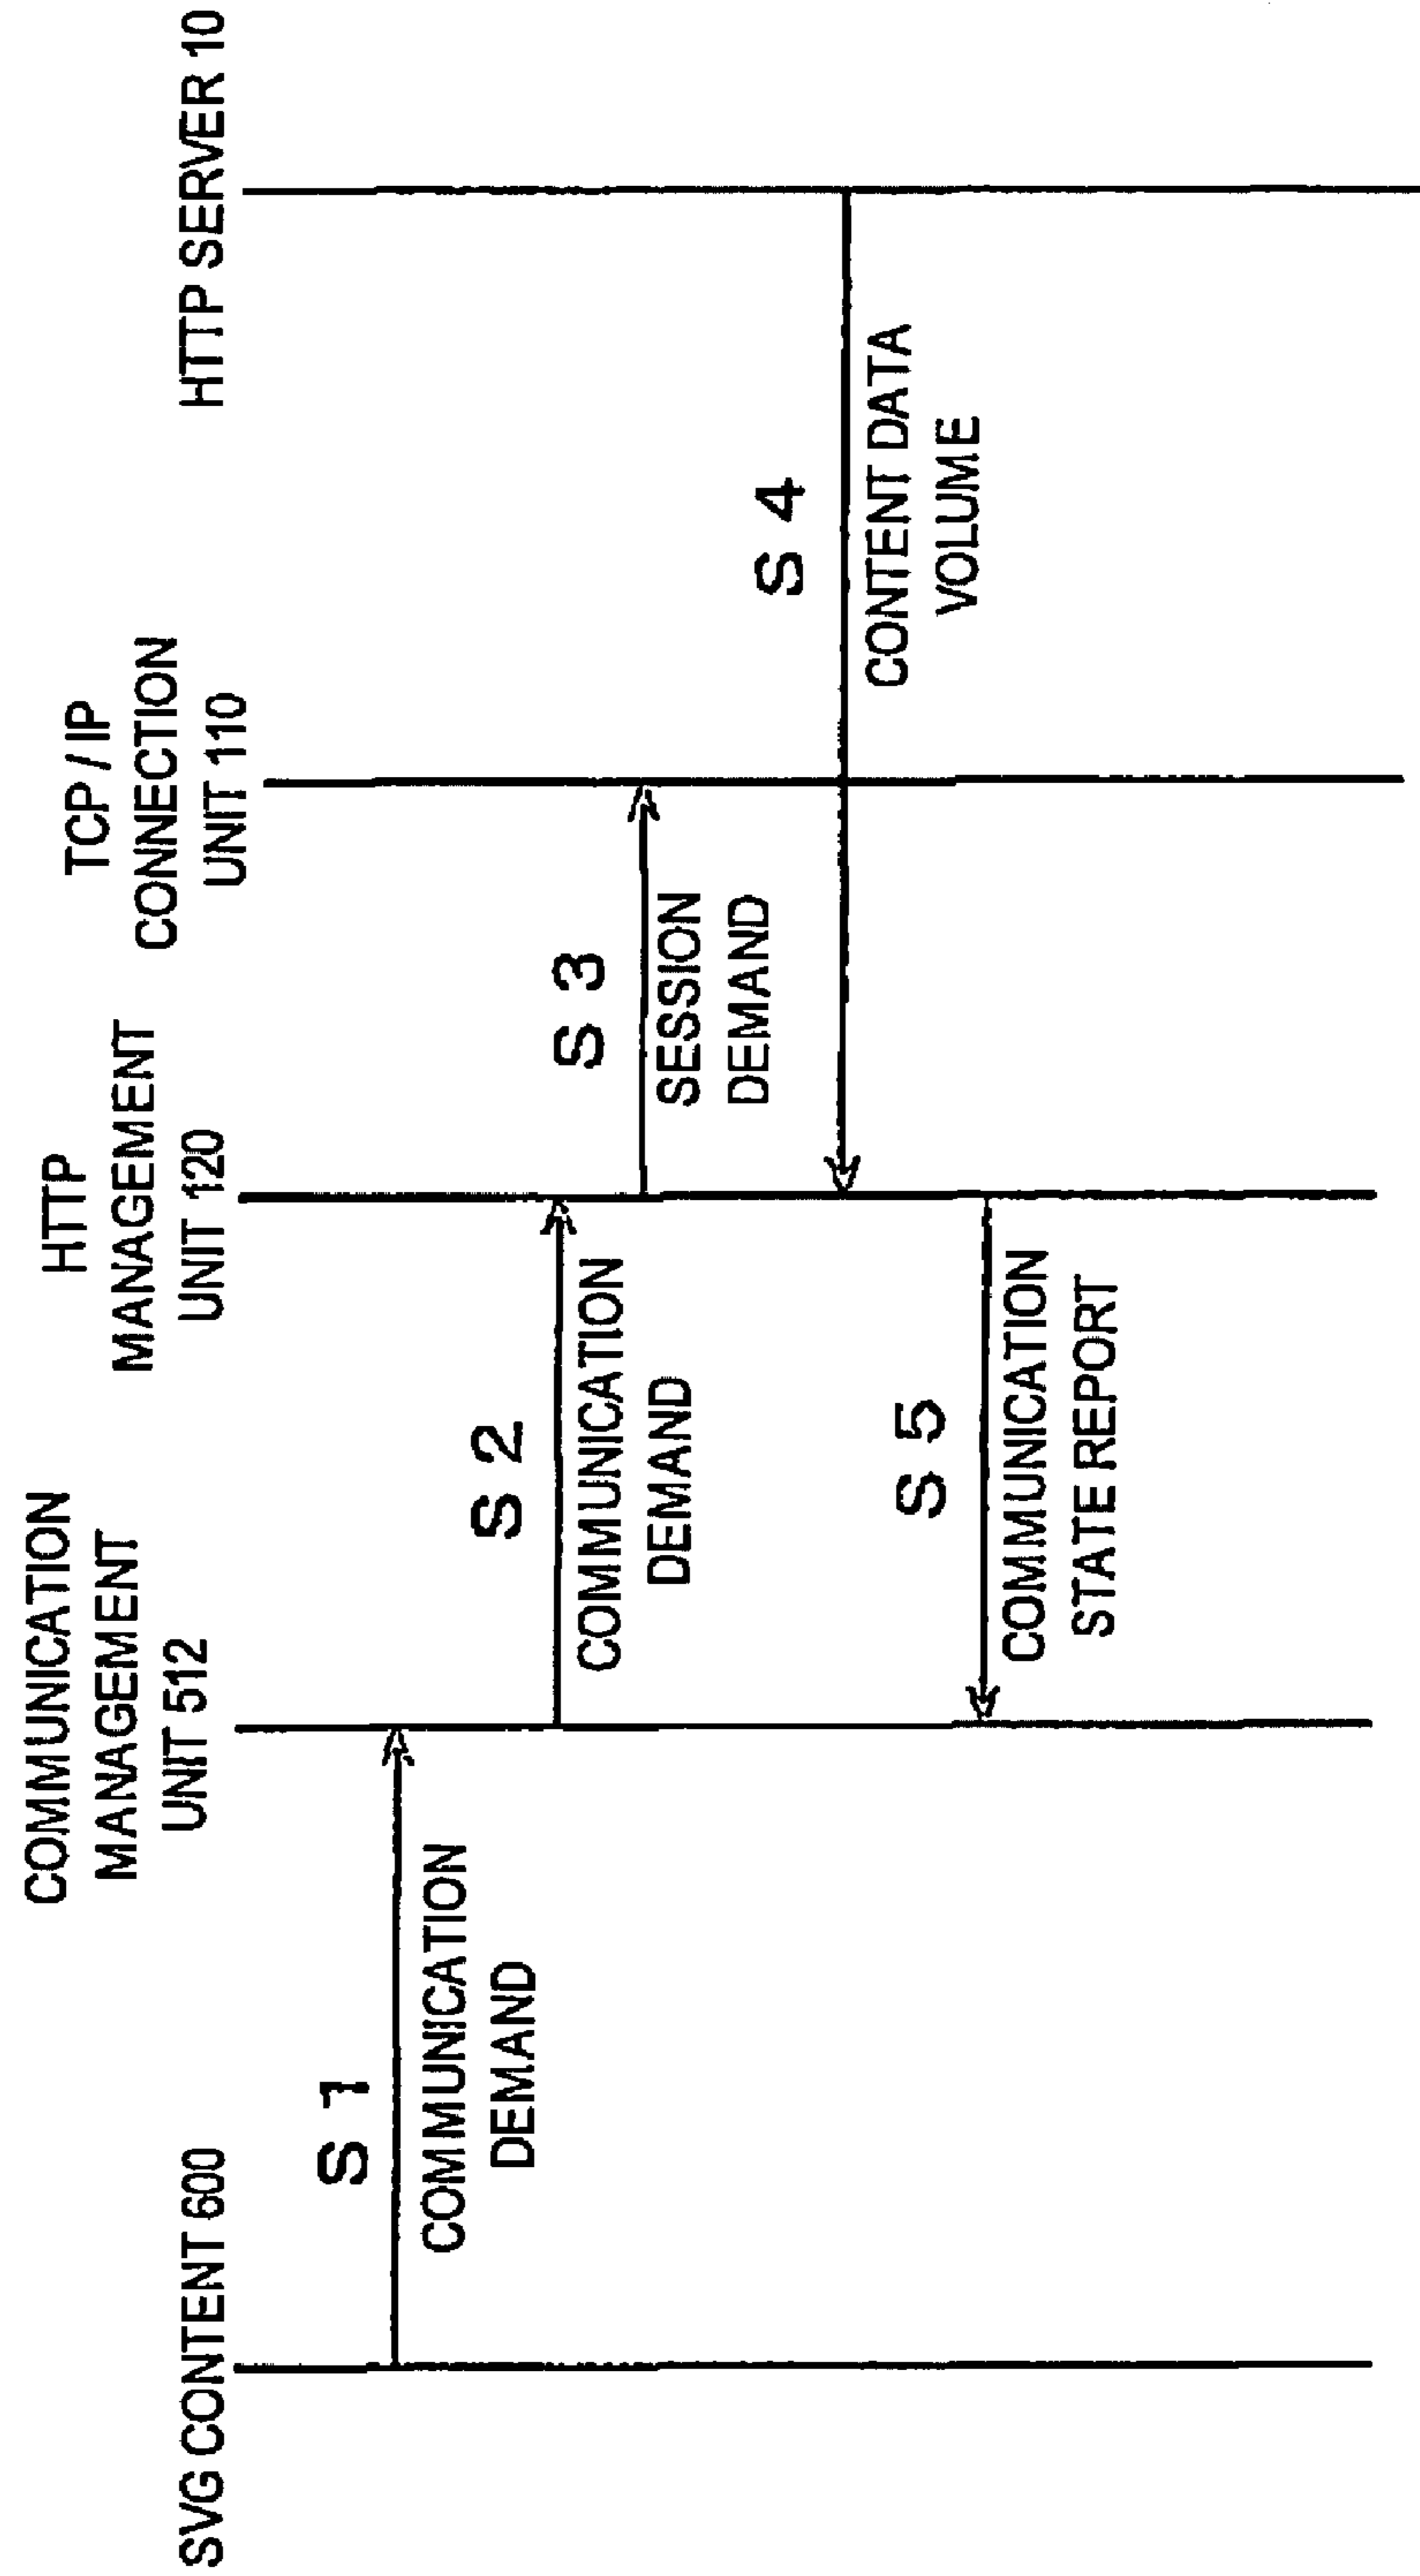 SVG CONTENT 600
COMMUNICATION
MANAGEMENT
UNIT 512
HTTP
MANAGEMENT
UNIT 120
TCP / IP
CONNECTION
UNIT 110
HTTP SERVER 10
S 1
COMMUNICATION
DEMAND
S 2
COMMUNICATION
DEMAND
S 3
SESSION
DEMAND
S 4
CONTENT DATA
VOLUME
S 5
COMMUNICATION
STATE REPORT